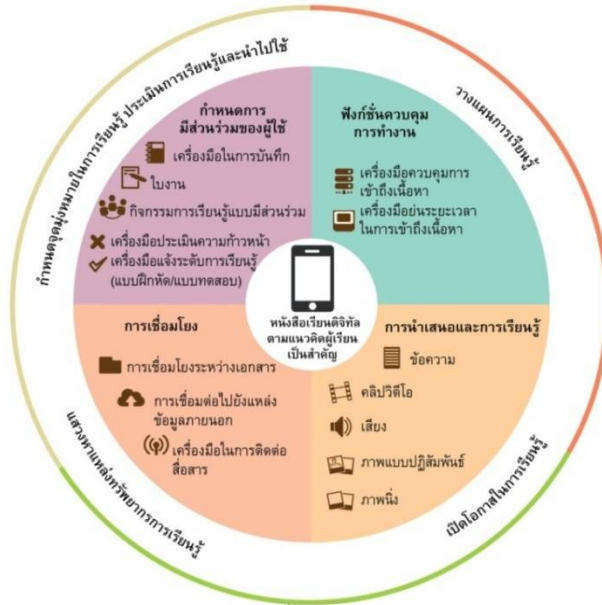 กำหนดจุดมุ่งหมายในการเรียนรู้ ประเมินการเรียนรู้และนำไปใช้
วางแผนการเรียนรู้
กำหนดการ
มีส่วนร่วมของผู้ใช้
เครื่องมือในการบันทึก
ใบงาน
กิจกรรมการเรียนรู้แบบมีส่วนร่วม
เครื่องมือประเมินความก้าวหน้า
เครื่องมือแจ้งระดับการเรียนรู้
(แบบฝึกหัด/แบบทดสอบ)
ฟังก์ชั่นควบคุม
การทำงาน
เครื่องมือควบคุมการ
เข้าถึงเนื้อหา
เครื่องมือย่นระยะเวลา
ในการเข้าถึงเนื้อหา
หนังสือเรียนดิจิทัล
ตามแนวคิดผู้เรียน
เป็นสำคัญ
การเชื่อมโยง
การเชื่อมโยงระหว่างเอกสาร
การเชื่อมต่อไปยังแหล่ง
ข้อมูลภายนอก
เครื่องมือในการติดต่อ
สื่อสาร
การนำเสนอและการเรียนรู้
ข้อความ
คลิปวิดีโอ
เสียง
ภาพแบบปฏิสัมพันธ์
ภาพนิ่ง
แสวงหาแหล่งทรัพยากรการเรียนรู้
เปิดโอกาสในการเรียนรู้